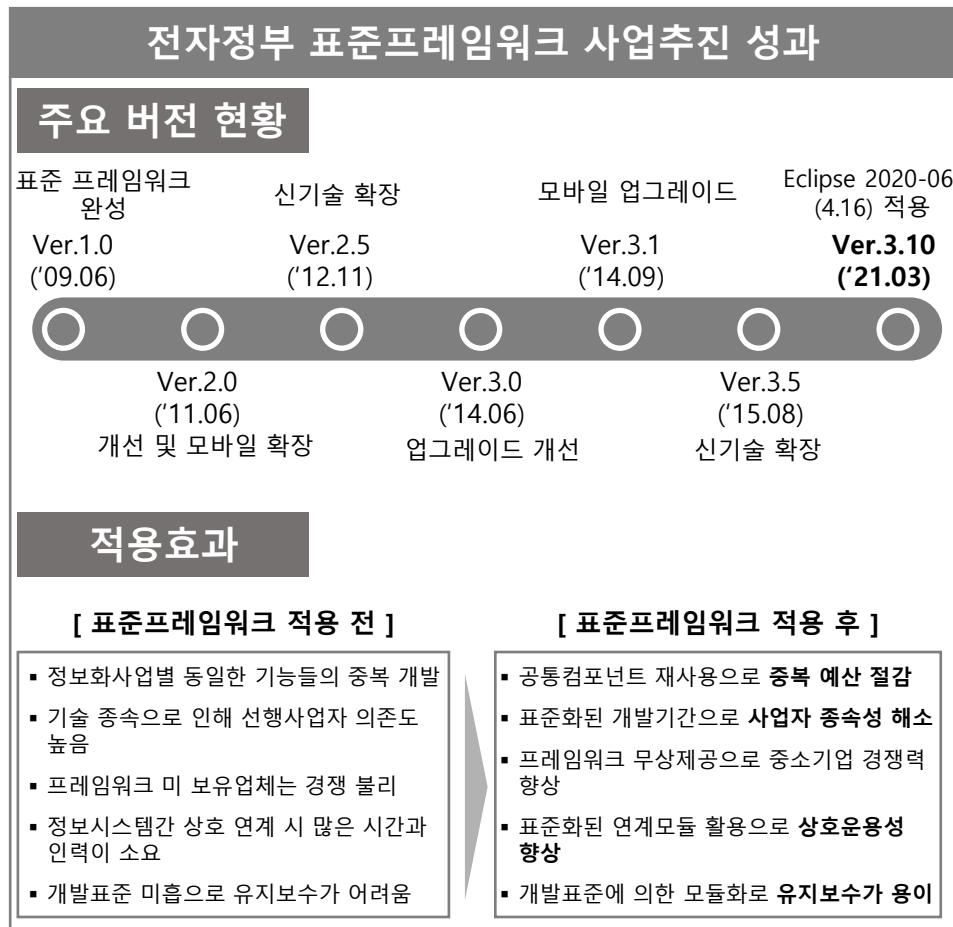 전자정부 표준프레임워크 사업추진 성과
주요 버전 현황
표준 프레임워크
완성
Ver.1.0
(‘09.06)
신기술 확장
Ver.2.5
(‘12.11)
모바일 업그레이드
Ver.3.1
(‘14.09)
Eclipse 2020-06
(4.16) 적용
Ver.3.10
(‘21.03)
Ver.2.0
(‘11.06)
개선 및 모바일 확장
Ver.3.0
(‘14.06)
업그레이드 개선
Ver.3.5
(‘15.08)
신기술 확장
적용효과
[ 표준프레임워크 적용 전 ]
▪ 정보화사업별 동일한 기능들의 중복 개발
▪ 기술 종속으로 인해 선행사업자 의존도
높음
▪ 프레임워크 미 보유업체는 경쟁 불리
▪ 정보시스템간 상호 연계 시 많은 시간과
인력이 소요
▪ 개발표준 미흡으로 유지보수가 어려움
[ 표준프레임워크 적용 후 ]
▪ 공통컴포넌트 재사용으로 중복 예산 절감
▪ 표준화된 개발기간으로 사업자 종속성 해소
▪ 프레임워크 무상제공으로 중소기업 경쟁력
향상
▪ 표준화된 연계모듈 활용으로 상호운용성
향상
▪ 개발표준에 의한 모듈화로 유지보수가 용이